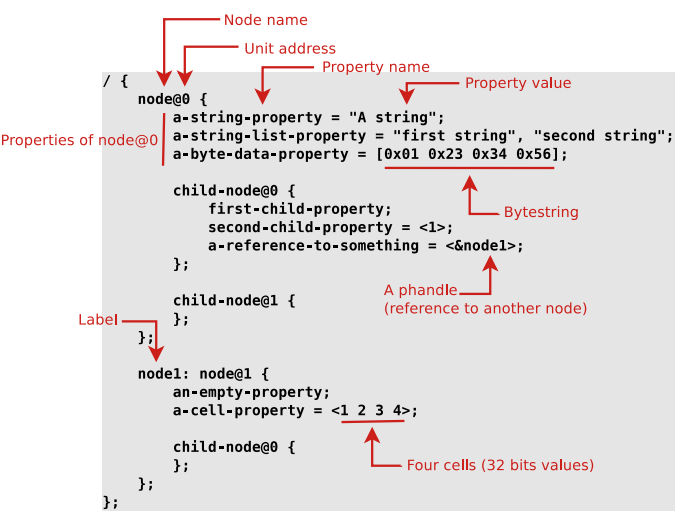 Node name
Unit address
Property name
Property value
/ {
node@0 {
a-string-property = "A string";
Properties of node@0
a-string-list-property = "first string", "second string";
a-byte-data-property = [0x01 0x23 0x34 0x56];
child-node@0 {
first-child-property;
Bytestring
second-child-property = <1>;
a-reference-to-something = <&node1>;
};
A phandle
(reference to another node)
child-node@1 {
};
Label
};
node1: node@1 {
an-empty-property;
a-cell-property = <1 2 3 4>;
child-node@0 {
};
Four cells (32 bits values)
};
};